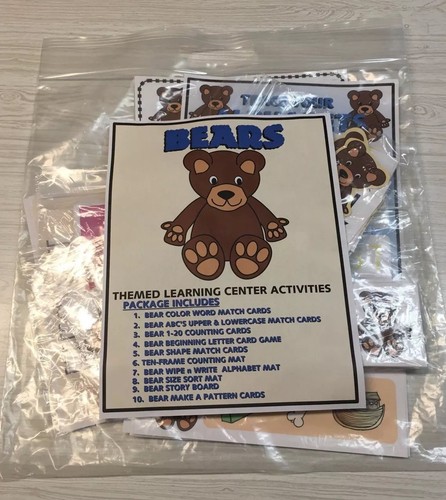 BEARS
THEMED LEARNING CENTER ACTIVITIES
PACKAGE INCLUDES
1. BEAR COLOR WORD MATCH CARDS
2. BEAR ABC'S UPPER & LOWERCASE MATCH CARDS
3. BEAR 1-20 COUNTING CARDS
4. BEAR BEGINNING LETTER CARD GAME
5. BEAR SHAPE MATCH CARDS
6. TEN-FRAME COUNTING MAT
7. BEAR WIPE n WRITE ALPHABET MAT
8. BEAR SIZE SORT MAT
9. BEAR STORY BOARD
10. BEAR MAKE A PATTERN CARDS